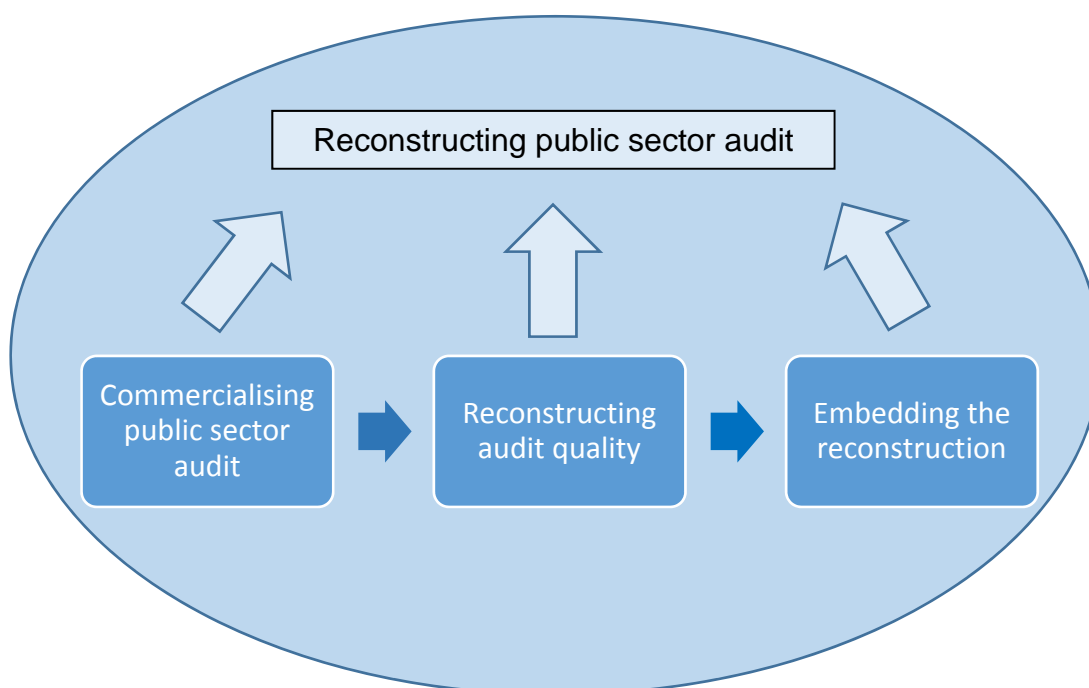 Reconstructing public sector audit
Commercialising
public sector
audit
Reconstructing
audit quality
Embedding the
reconstruction